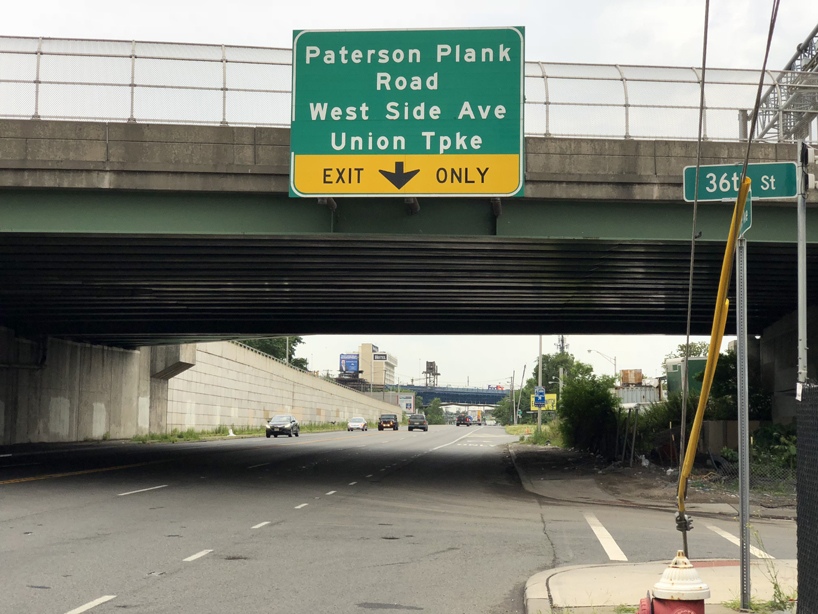 Paterson Plank
Road
West Side Ave
Union Tpke
EXIT ONLY
36th St